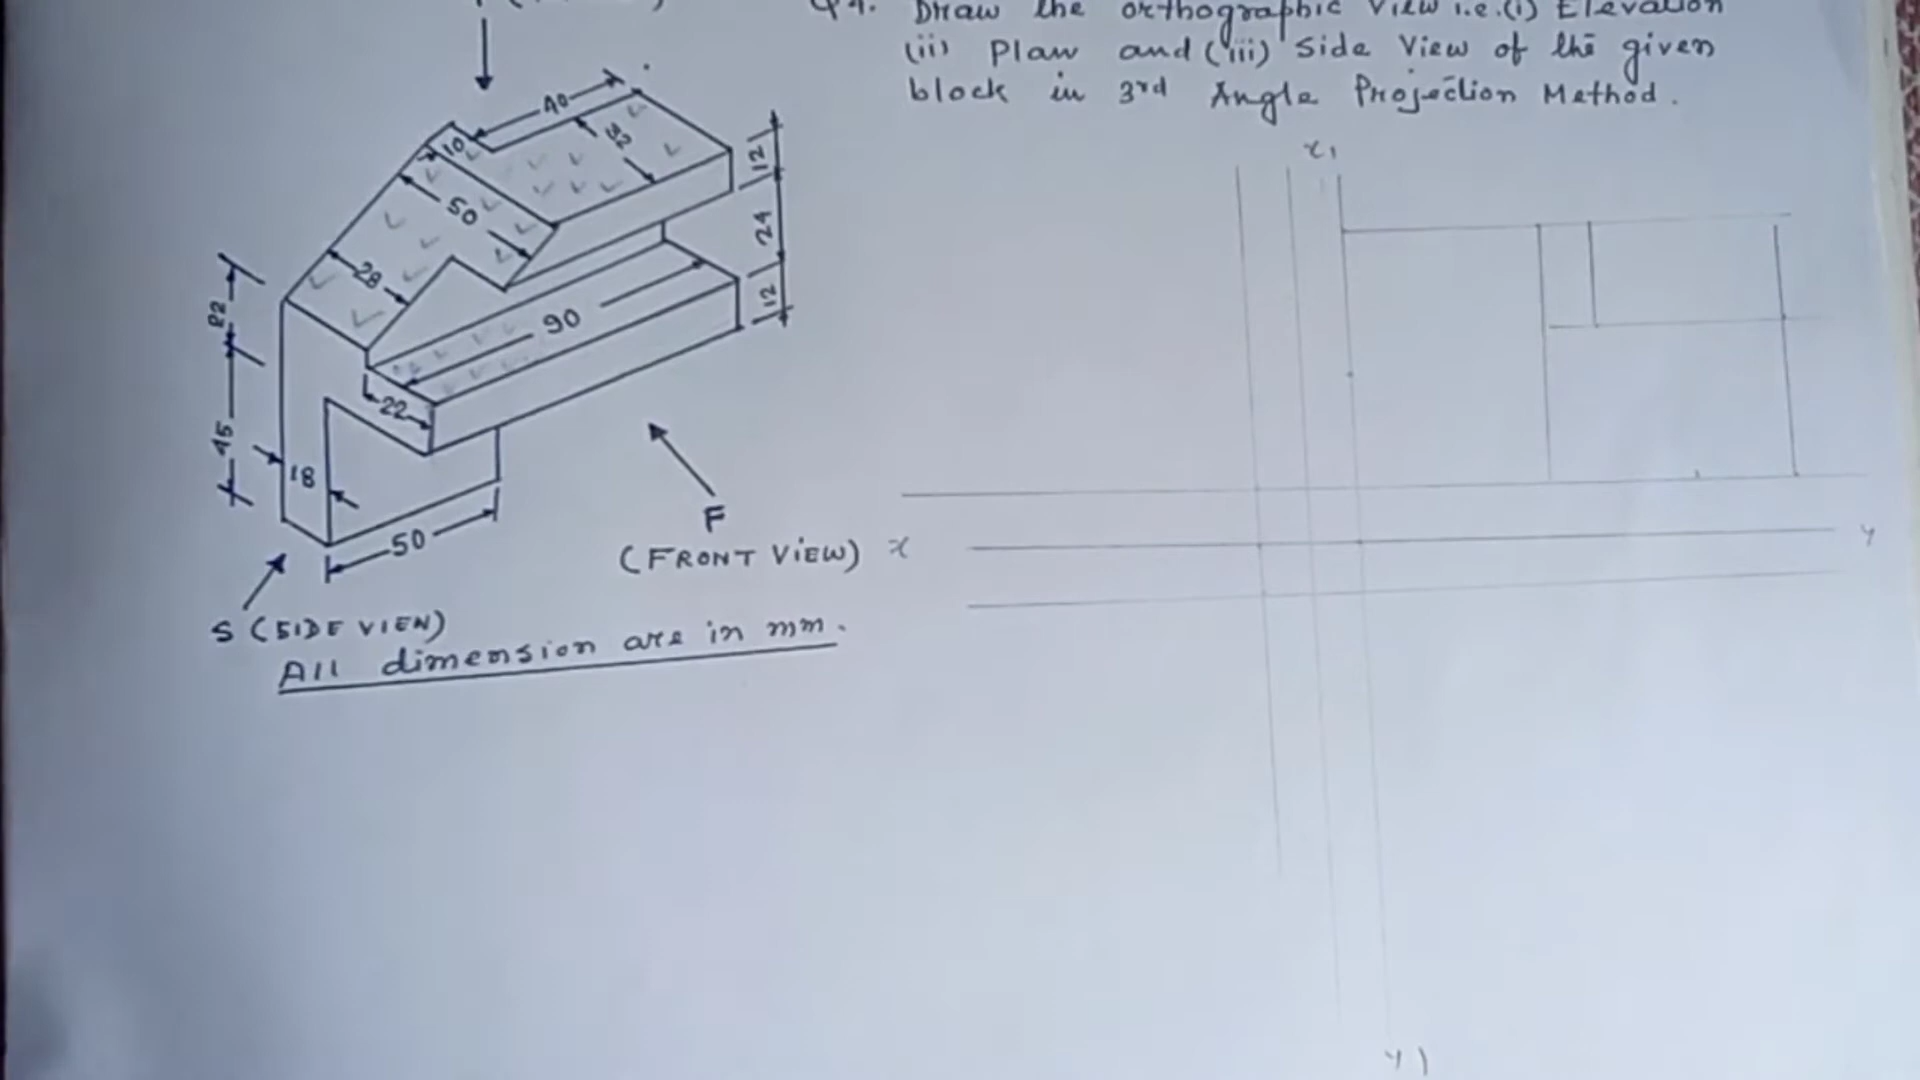 Q4. Draw the orthographic View i.e. (i) Elevation
(ii) Plan and (iii) Side View of the given
block in 3rd Angle Projection Method.
40
10
32
12
50
24
28
12
22
90
45
22
18
50
F
(FRONT VIEW)
S (SIDE VIEW)
All dimension are in mm.
x1
x
y
y1